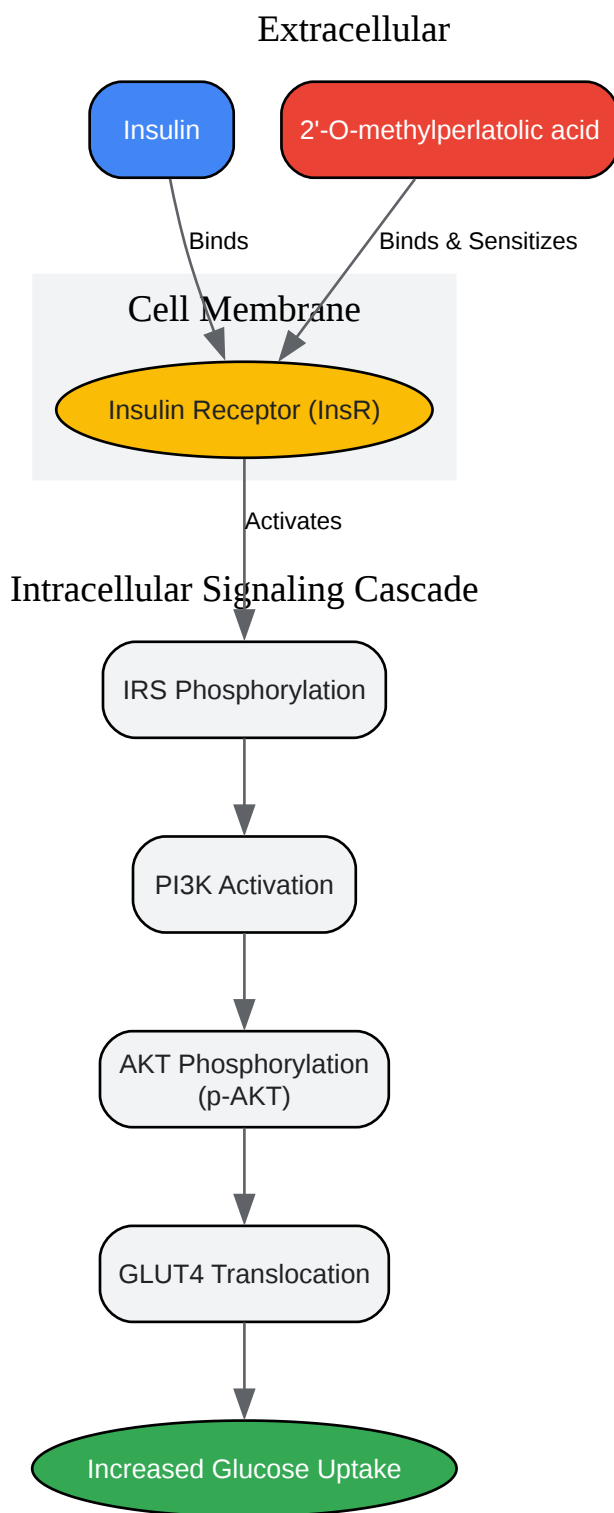 Extracellular
Insulin
2'-O-methylperlatolic acid
Binds
Binds & Sensitizes
Cell Membrane
Insulin Receptor (InsR)
Activates
Intracellular Signaling Cascade
IRS Phosphorylation
PI3K Activation
AKT Phosphorylation
(p-AKT)
GLUT4 Translocation
Increased Glucose Uptake